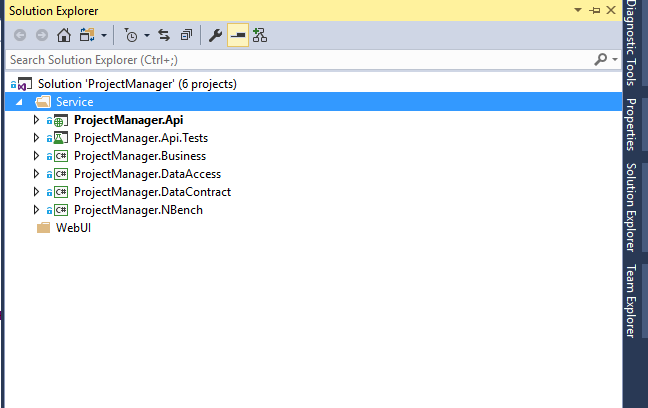 Solution Explorer
Search Solution Explorer (Ctrl+;)
Solution 'ProjectManager' (6 projects)
Service
ProjectManager.Api
ProjectManager.Api.Tests
C# ProjectManager.Business
C# ProjectManager.DataAccess
C# ProjectManager.DataContract
C# ProjectManager.NBench
WebUI
Diagnostic Tools
Properties
Solution Explorer
Team Explorer